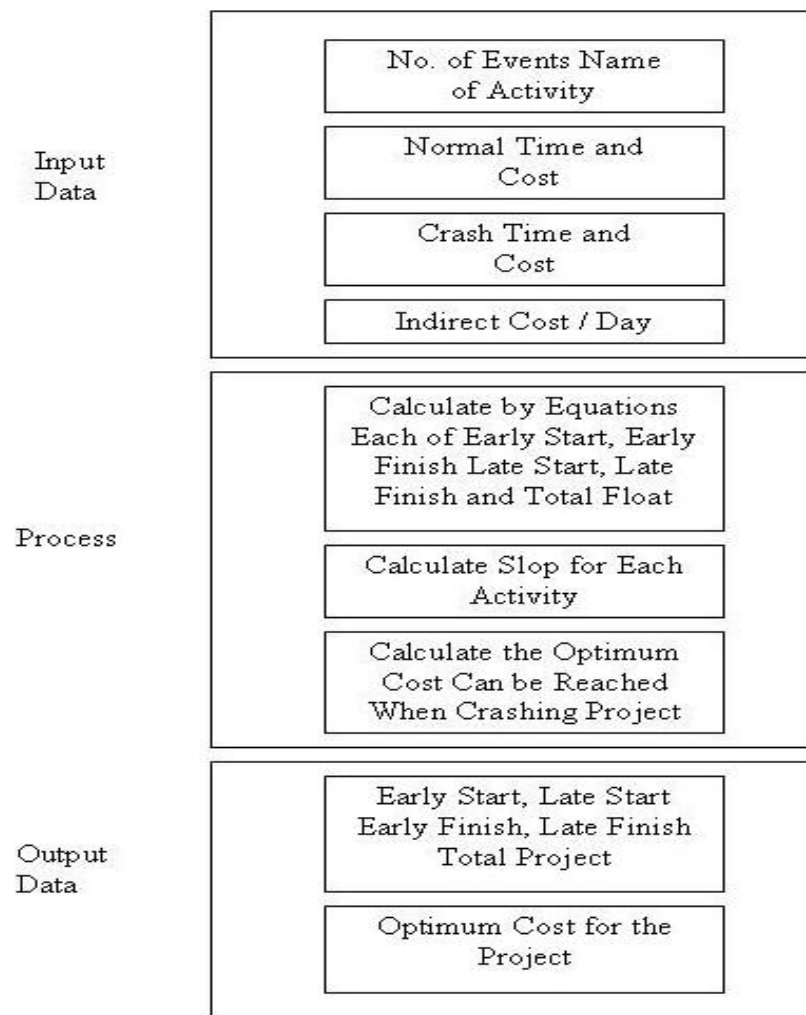 No. of Events Name
of Activity
Input
Data
Normal Time and
Cost
Crash Time and
Cost
Indirect Cost / Day
Process
Calculate by Equations
Each of Early Start, Early
Finish Late Start, Late
Finish and Total Float
Calculate Slop for Each
Activity
Calculate the Optimum
Cost Can be Reached
When Crashing Project
Output
Data
Early Start, Late Start
Early Finish, Late Finish
Total Project
Optimum Cost for the
Project